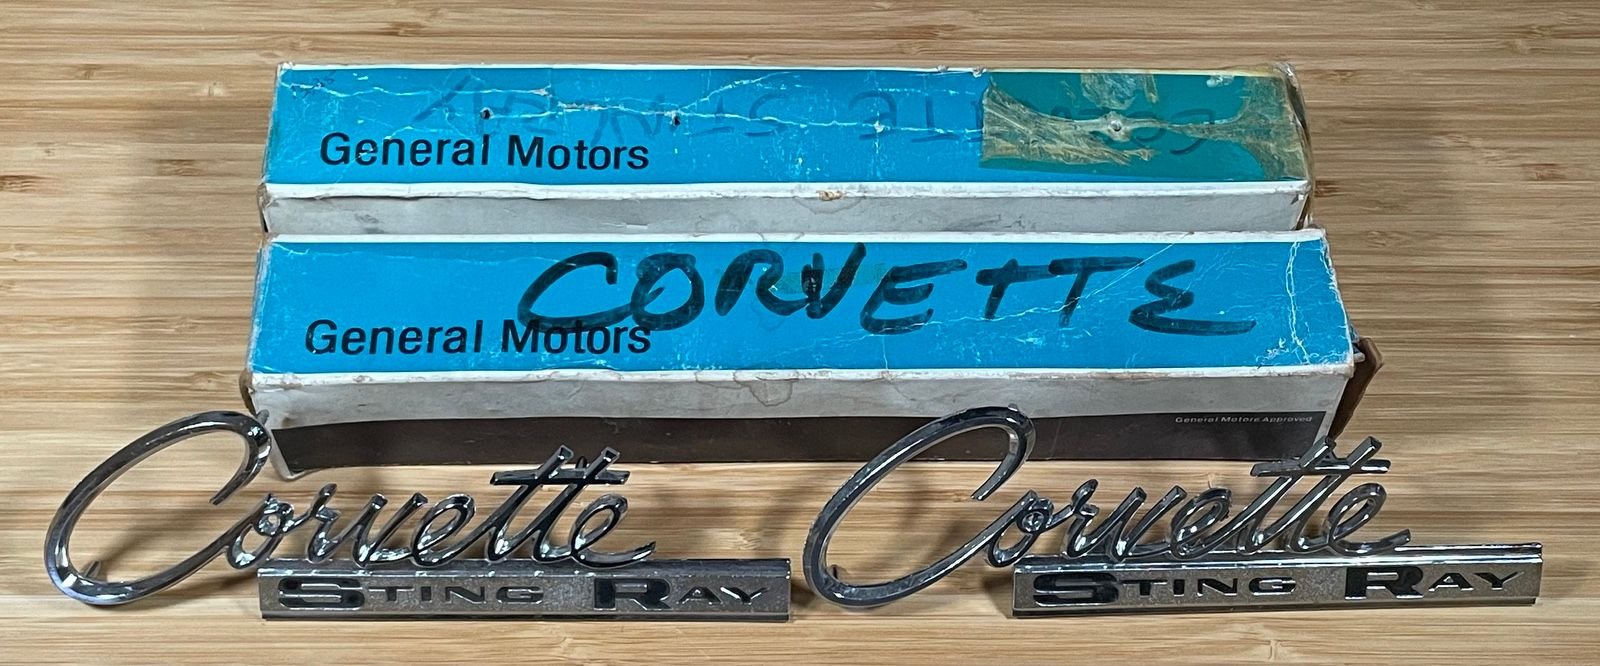 General Motors
CORVETTE
General Motors
General Motors Approved
Corvette
STING RAY
Corvette
STING RAY